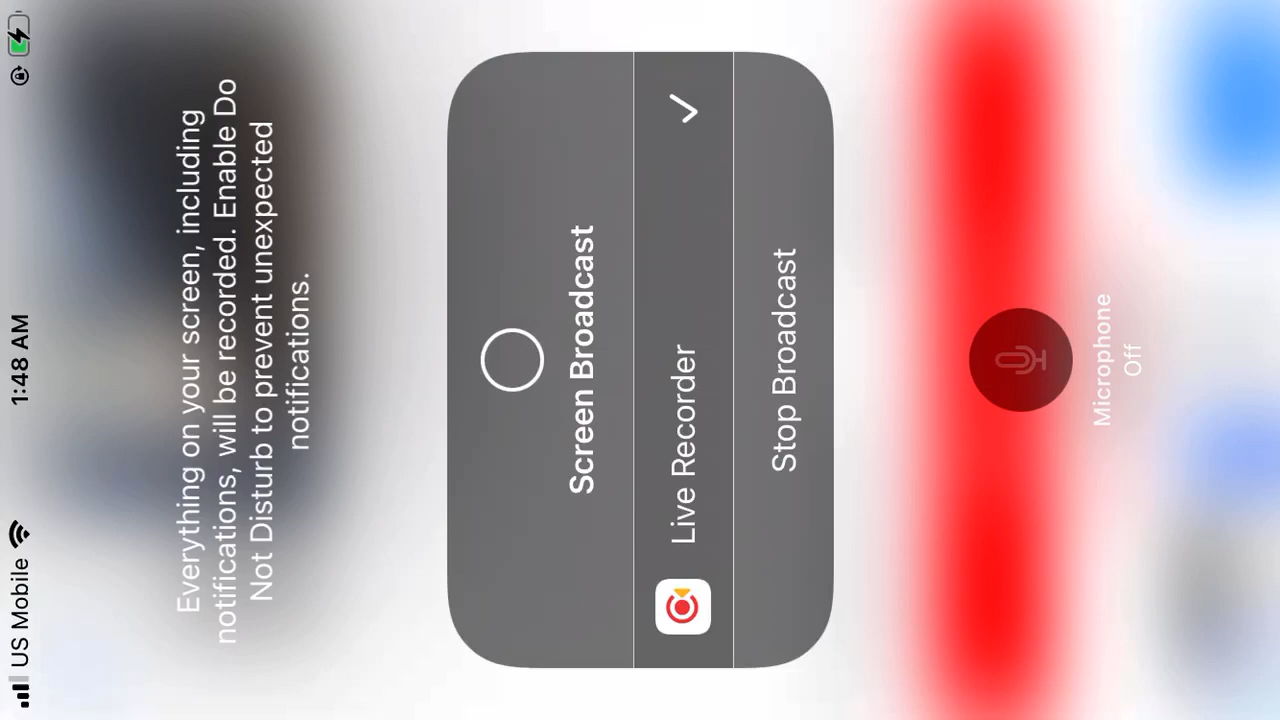 US Mobile 1:48 AM
Everything on your screen, including
notifications, will be recorded. Enable Do
Not Disturb to prevent unexpected
notifications.
Screen Broadcast
Live Recorder
Stop Broadcast
Microphone
Off